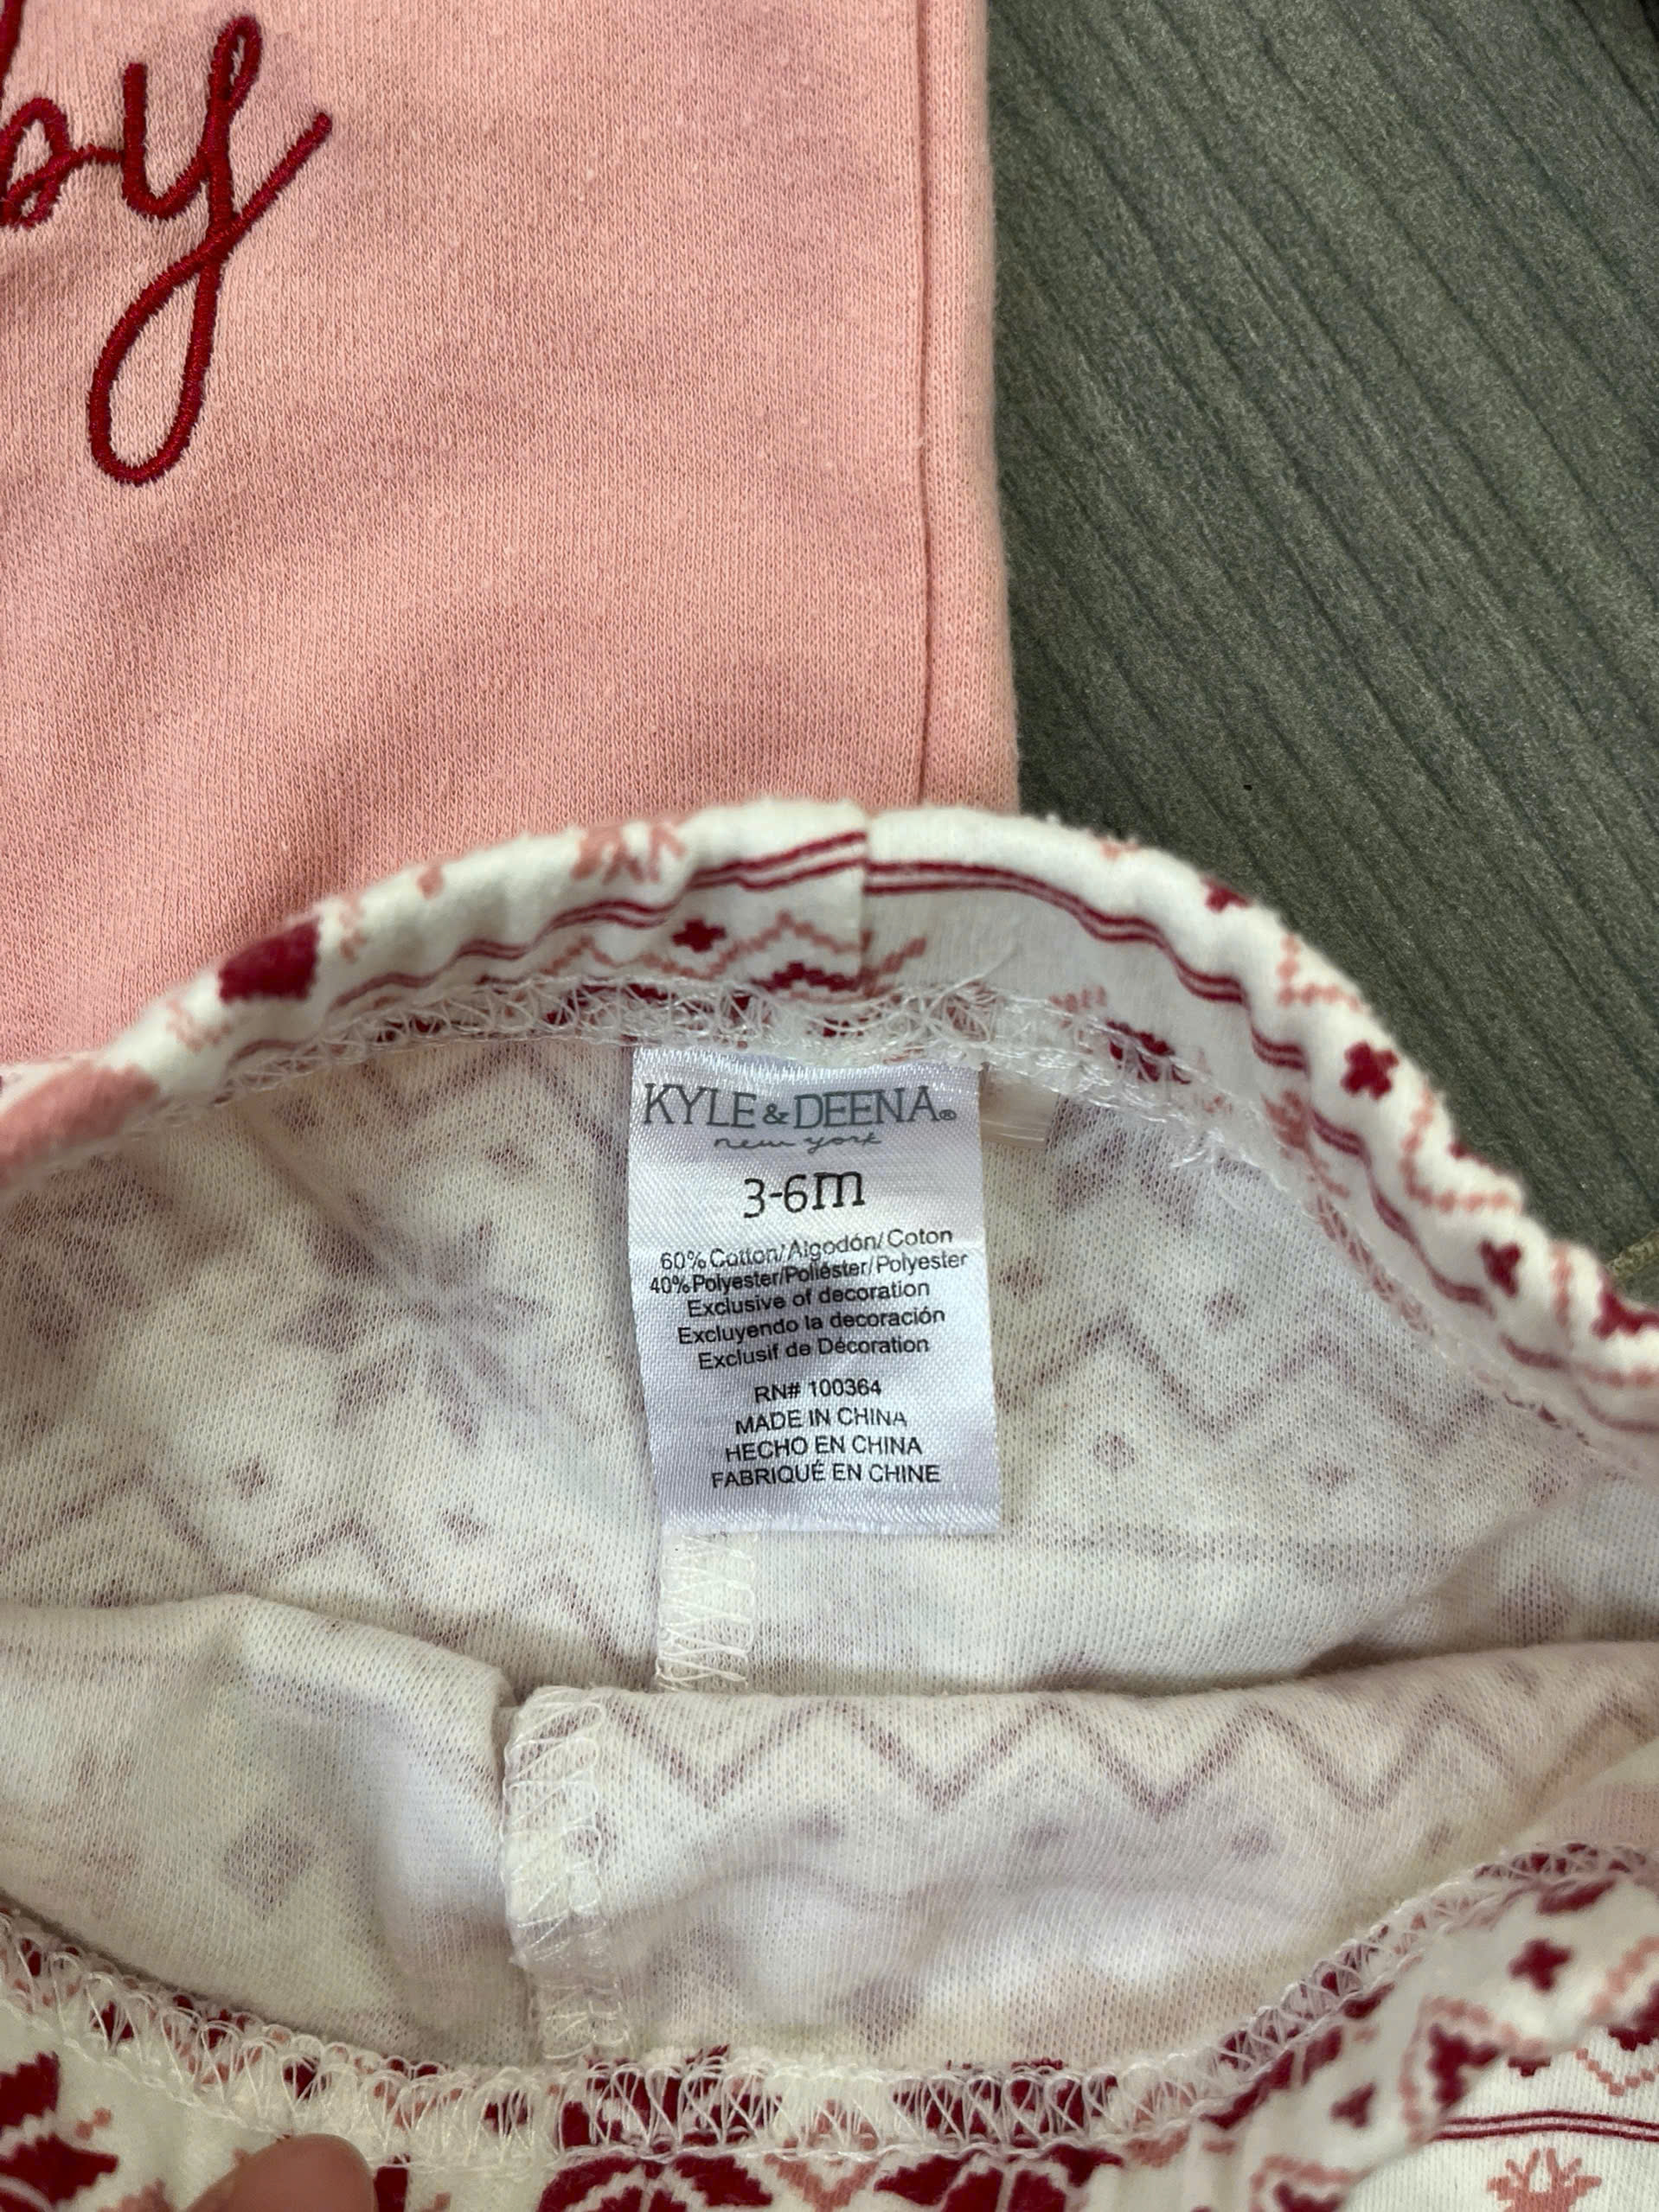 by
KYLE & DEENA®
new york
3-6m
60% Cotton/Algodón/Coton
40% Polyester/Poliéster/Polyester
Exclusive of decoration
Excluyendo la decoración
Exclusif de Décoration
RN# 100364
MADE IN CHINA
HECHO EN CHINA
FABRIQUÉ EN CHINE